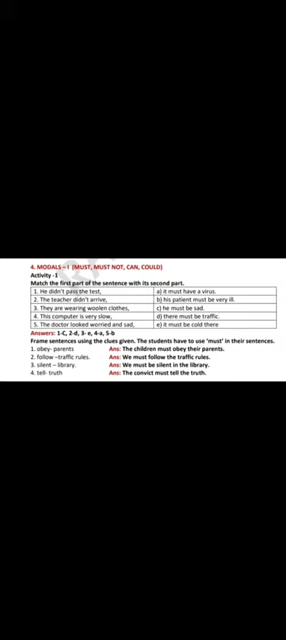 4. MODALS – I (MUST, MUST NOT, CAN, COULD)
Activity -1
Match the first part of the sentence with its second part.
1. He didn't pass the test, a) it must have a virus.
2. The teacher didn't arrive, b) his patient must be very ill.
3. They are wearing woolen clothes, c) he must be sad.
4. This computer is very slow, d) there must be traffic.
5. The doctor looked worried and sad, e) it must be cold there
Answers: 1-C, 2-d, 3- e, 4-a, 5-b
Frame sentences using the clues given. The students have to use 'must' in their sentences.
1. obey- parents Ans: The children must obey their parents.
2. follow –traffic rules. Ans: We must follow the traffic rules.
3. silent – library. Ans: We must be silent in the library.
4. tell- truth Ans: The convict must tell the truth.